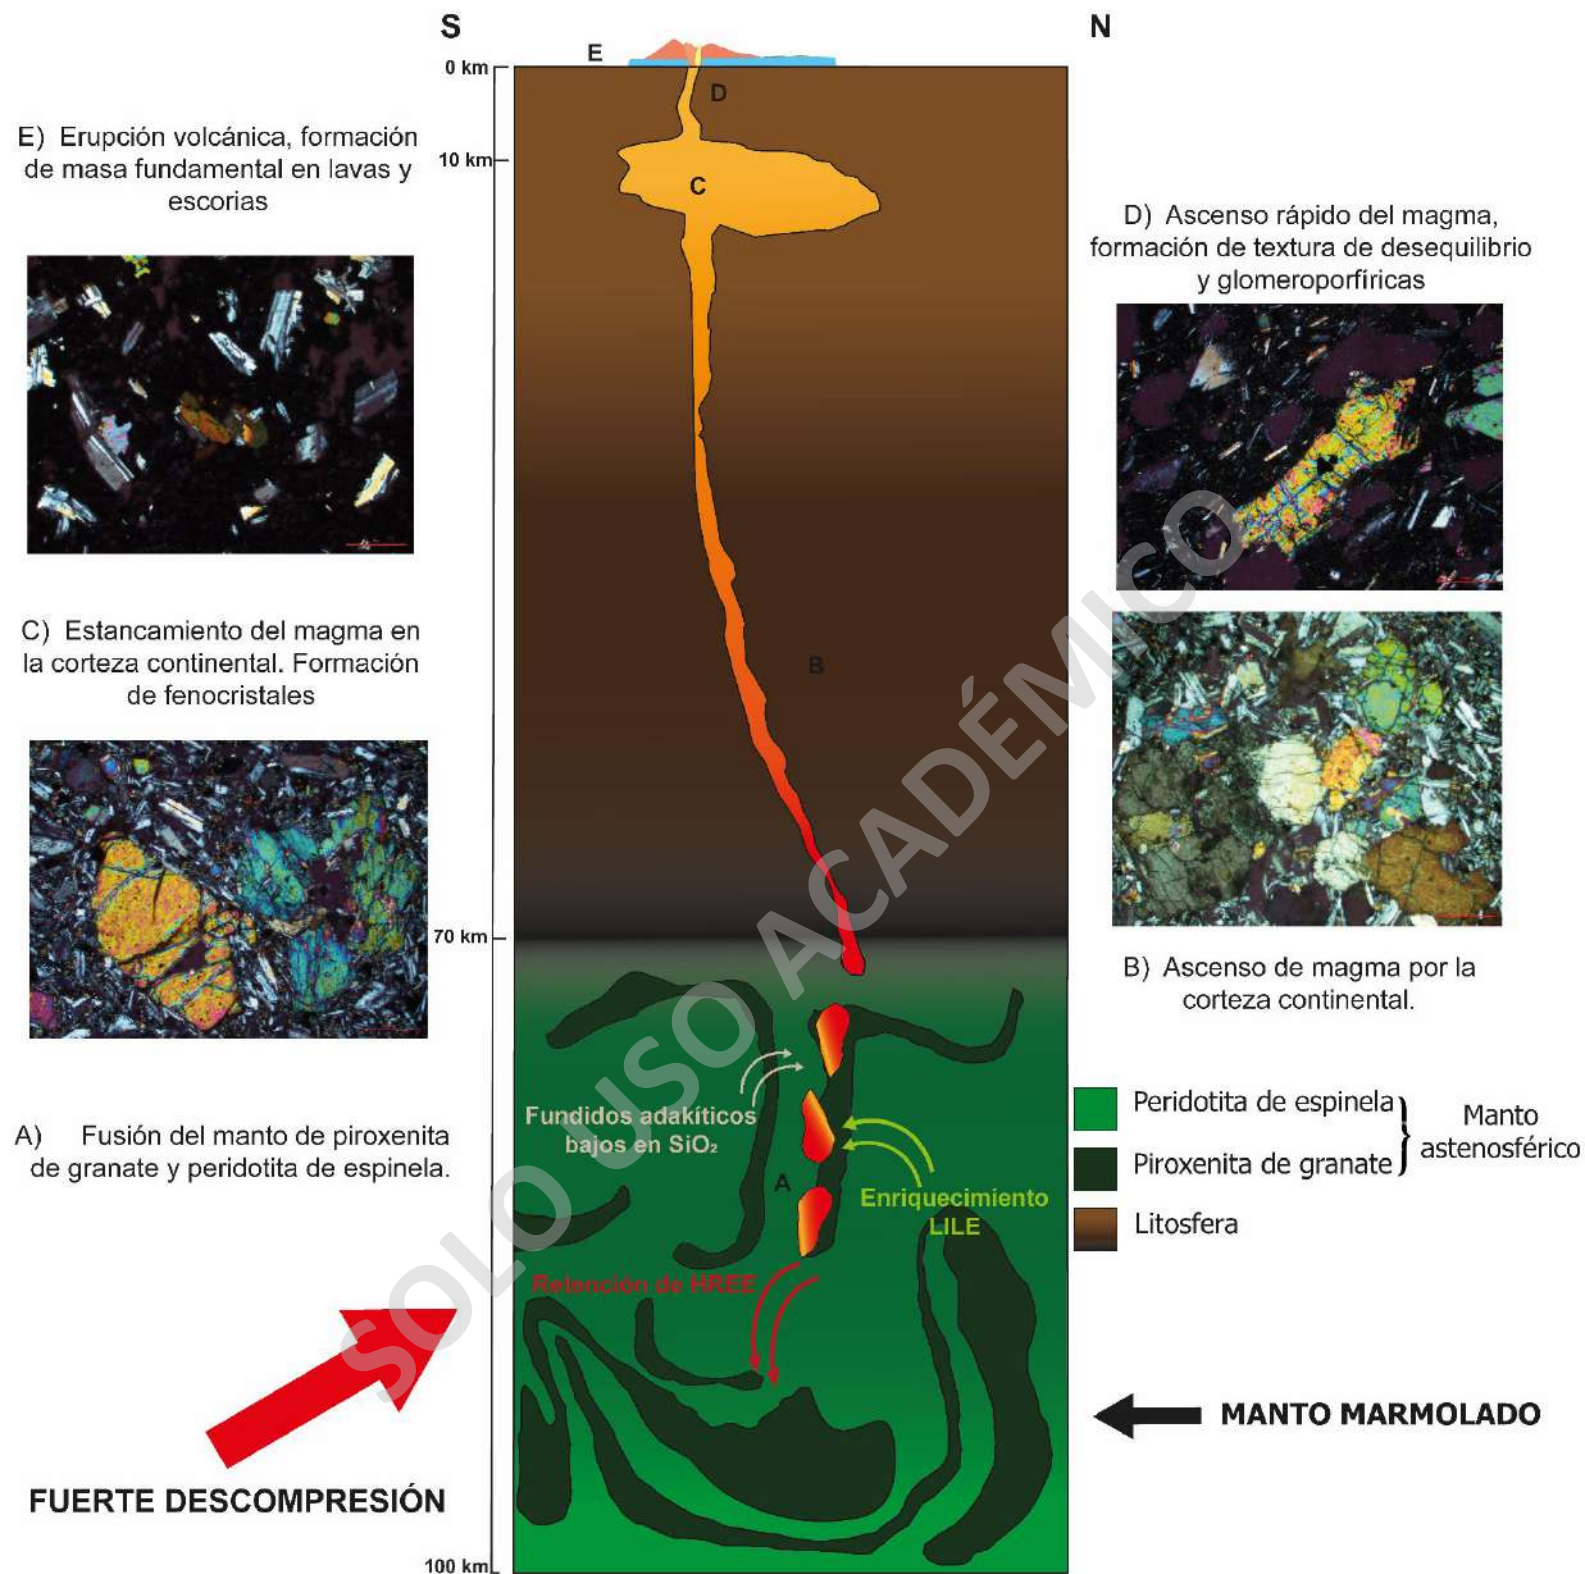 S
N
E
0 km
D
E) Erupción volcánica, formación
de masa fundamental en lavas y
escorias
10 km
C
D) Ascenso rápido del magma,
formación de textura de desequilibrio
y glomeroporfíricas
C) Estancamiento del magma en
la corteza continental. Formación
de fenocristales
B
70 km
B) Ascenso de magma por la
corteza continental.
A) Fusión del manto de piroxenita
de granate y peridotita de espinela.
Fundidos adakíticos
bajos en SiO₂
A
Enriquecimiento
LILE
Retención de HREE
Peridotita de espinela
Piroxenita de granate
Manto
astenosférico
Litosfera
FUERTE DESCOMPRESIÓN
MANTO MARMOLADO
100 km
SOLO USO ACADÉMICO